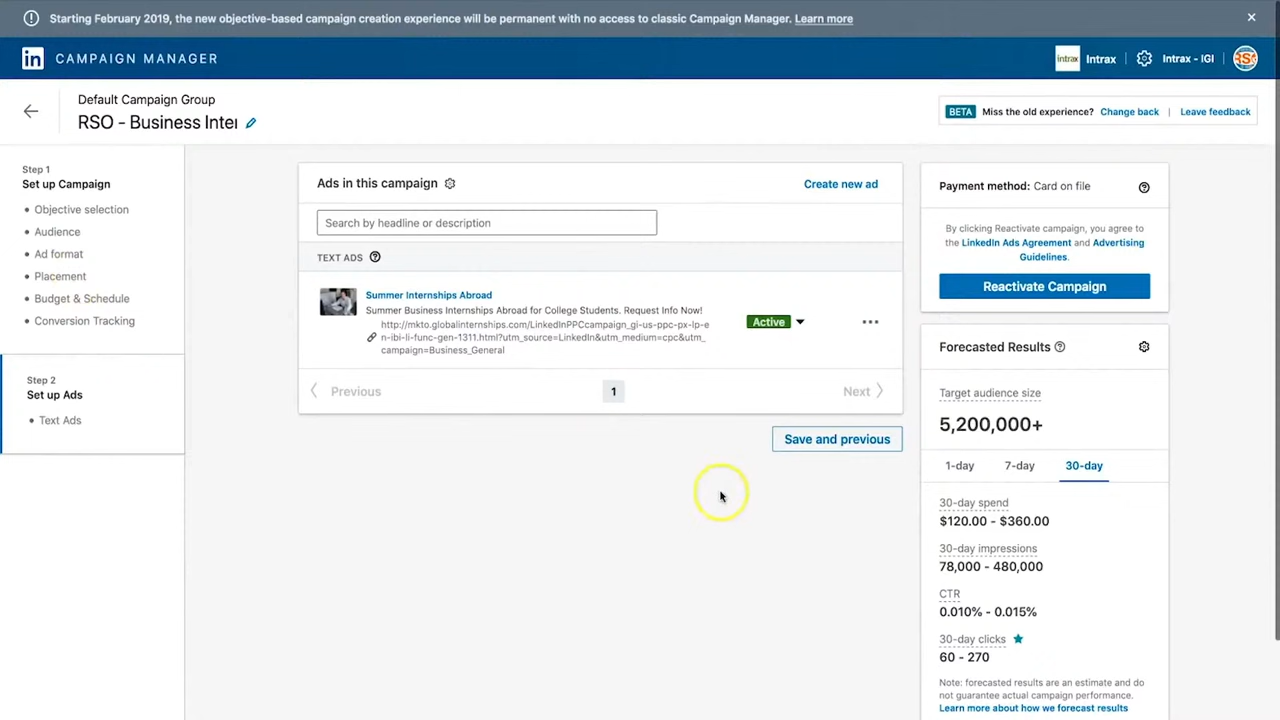 Starting February 2019, the new objective-based campaign creation experience will be permanent with no access to classic Campaign Manager. Learn more
in CAMPAIGN MANAGER
intrax Intrax
Intrax - IGI
RSO
Default Campaign Group
RSO - Business Inter
BETA Miss the old experience? Change back | Leave feedback
Step 1
Set up Campaign
Objective selection
Audience
Ad format
Placement
Budget & Schedule
Conversion Tracking
Step 2
Set up Ads
Text Ads
Ads in this campaign
Create new ad
Search by headline or description
TEXT ADS
Summer Internships Abroad
Summer Business Internships Abroad for College Students. Request Info Now!
http://mkto.globalinternships.com/LinkedInPPCcampaign_gi-us-ppc-px-lp-e
n-ibi-li-func-gen-1311.html?utm_source=LinkedIn&utm_medium=cpc&utm_
campaign=Business_General
Active
Previous
1
Next
Save and previous
Payment method: Card on file
By clicking Reactivate campaign, you agree to
the LinkedIn Ads Agreement and Advertising
Guidelines.
Reactivate Campaign
Forecasted Results
Target audience size
5,200,000+
1-day 7-day 30-day
30-day spend
$120.00 - $360.00
30-day impressions
78,000 - 480,000
CTR
0.010% - 0.015%
30-day clicks
60 - 270
Note: forecasted results are an estimate and do
not guarantee actual campaign performance.
Learn more about how we forecast results